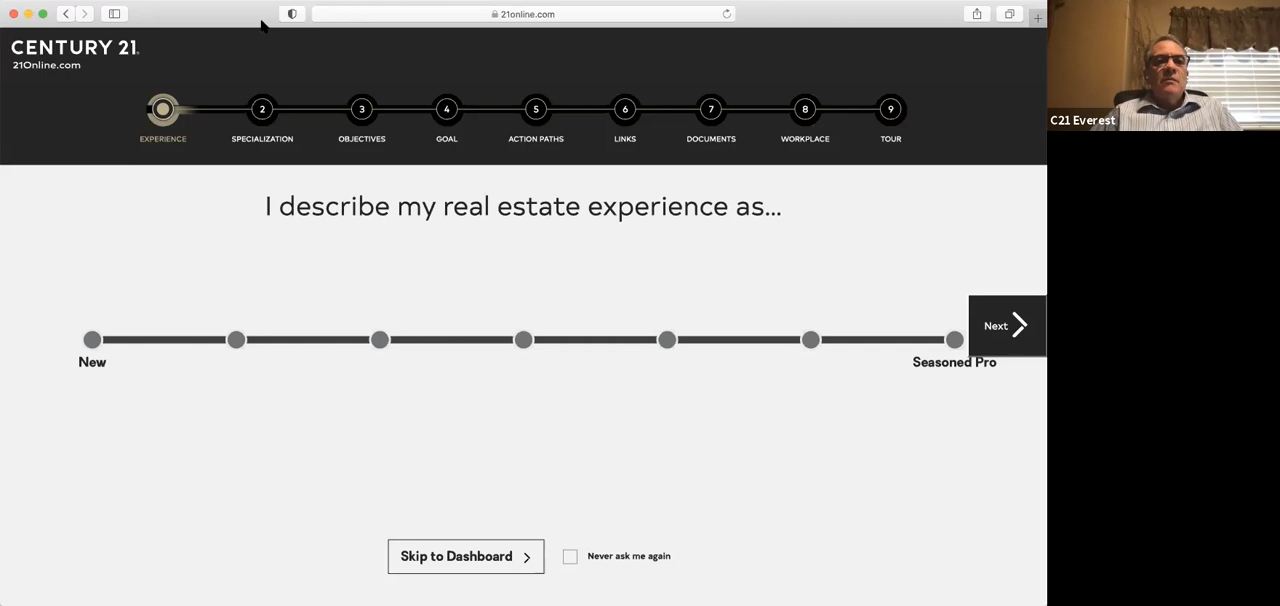 21online.com
CENTURY 21.
21Online.com
2
3
4
5
6
7
8
9
EXPERIENCE
SPECIALIZATION
OBJECTIVES
GOAL
ACTION PATHS
LINKS
DOCUMENTS
WORKPLACE
TOUR
C21 Everest
I describe my real estate experience as...
Next
New
Seasoned Pro
Skip to Dashboard
Never ask me again